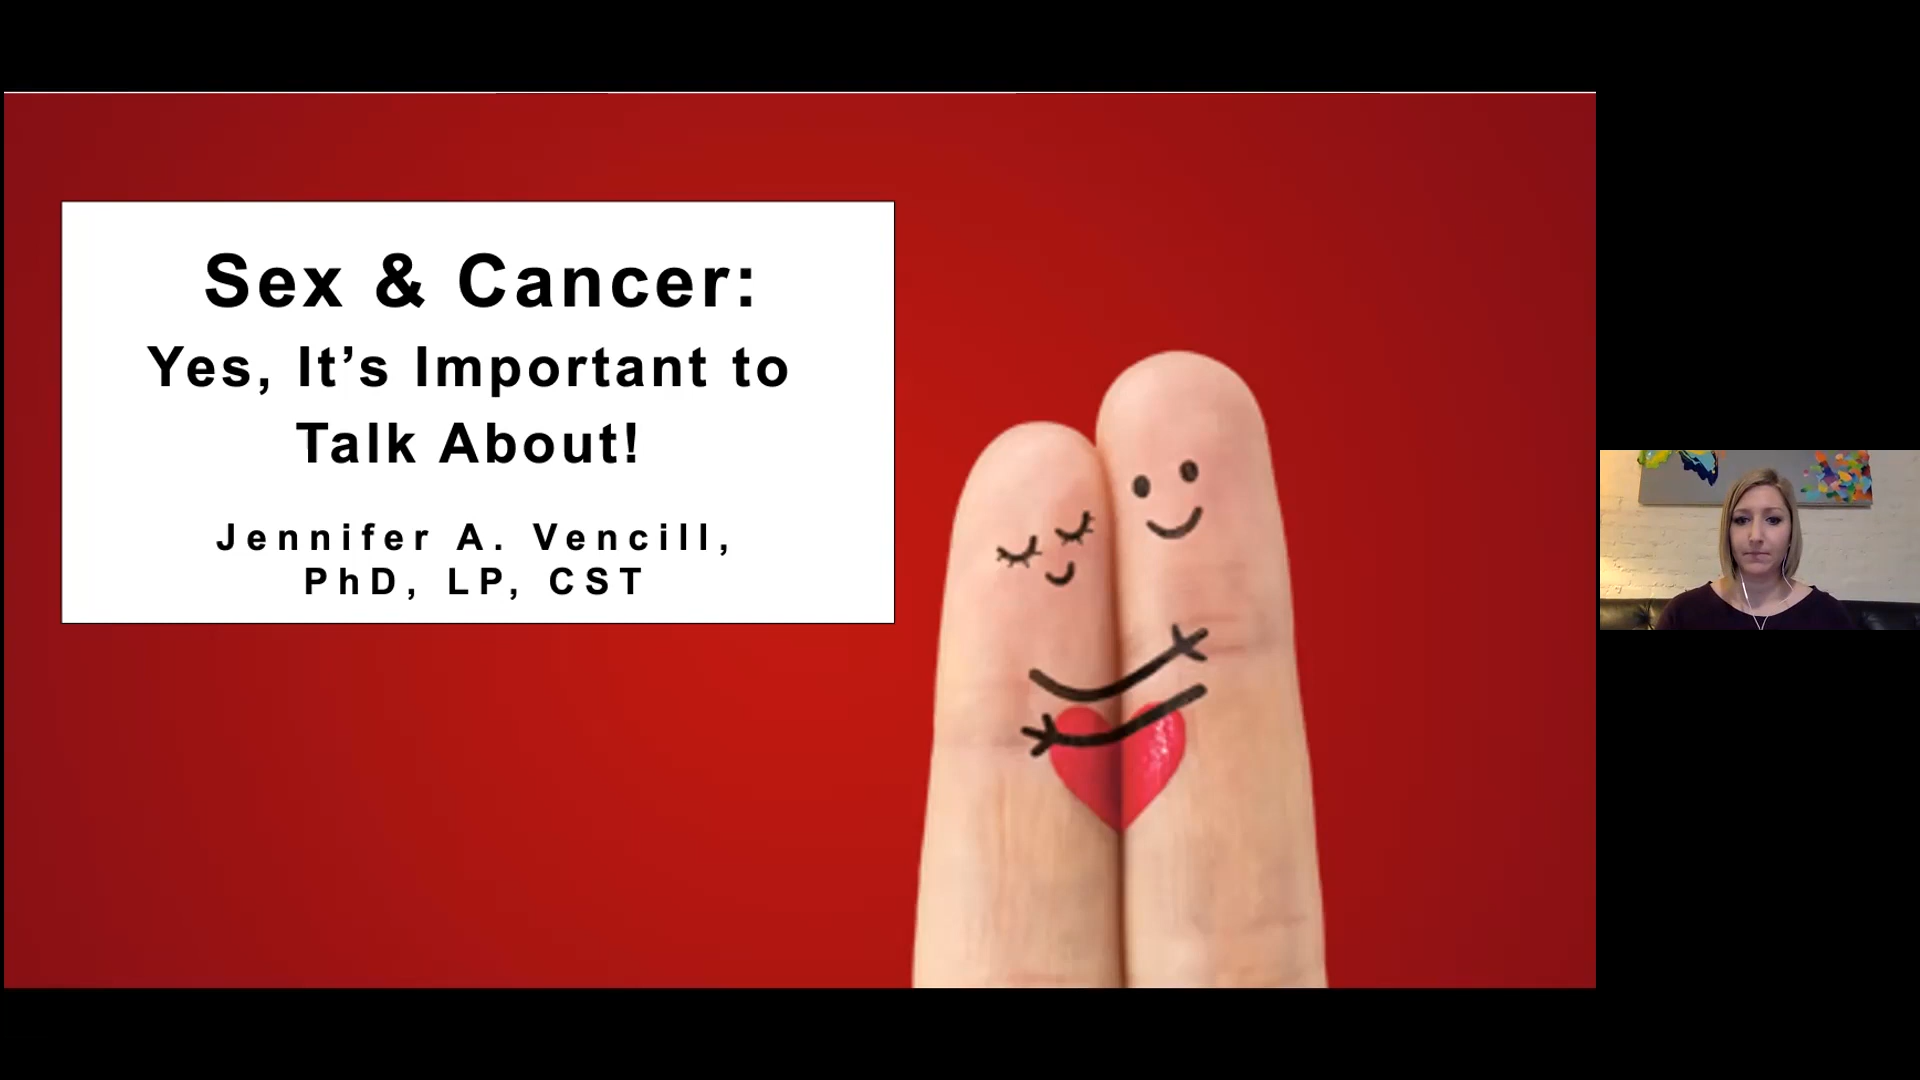 Sex & Cancer:
Yes, It’s Important to
Talk About!
Jennifer A. Vencill,
PhD, LP, CST